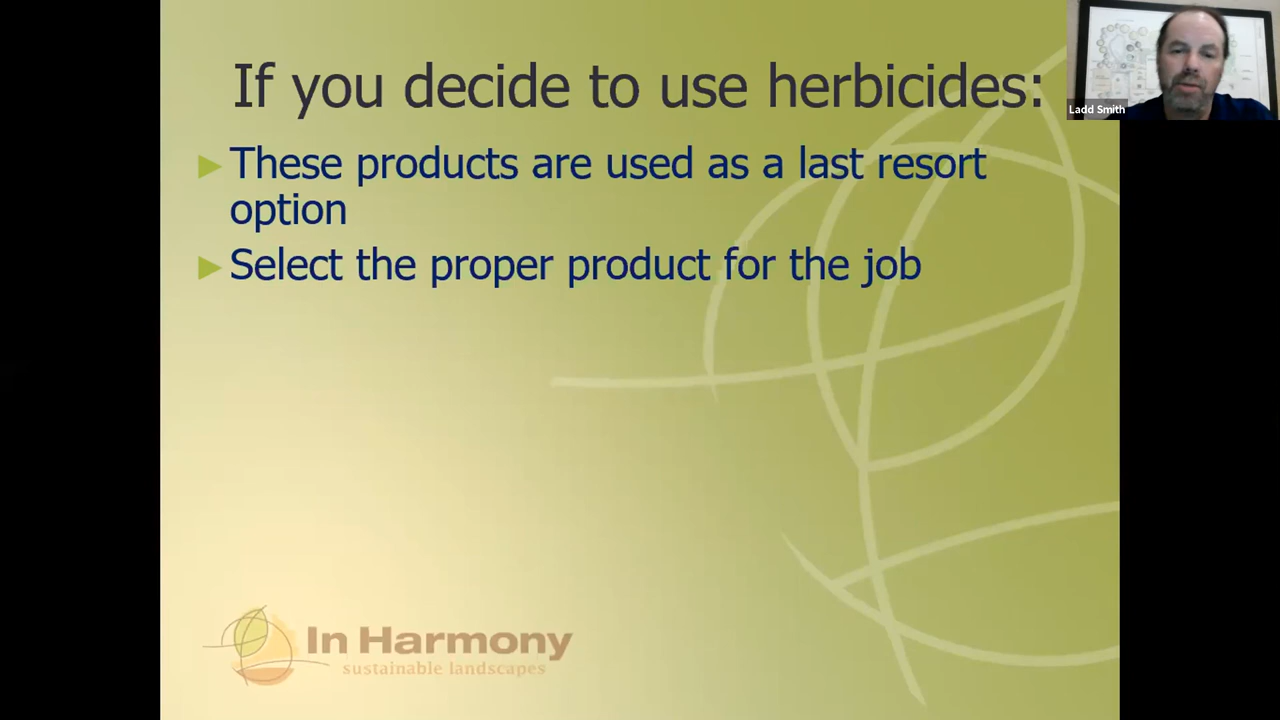 If you decide to use herbicides:
Ladd Smith
These products are used as a last resort
option
Select the proper product for the job
In Harmony
sustainable landscapes